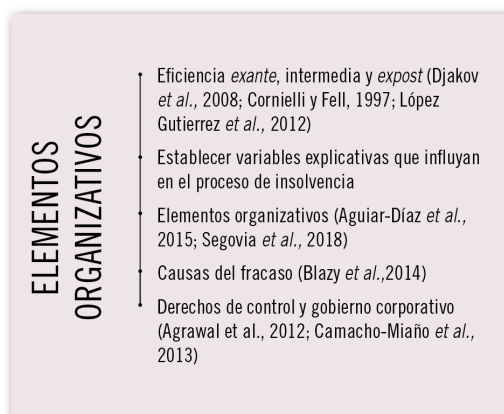 ELEMENTOS
ORGANIZATIVOS
Eficiencia exante, intermedia y expost (Djakov
et al., 2008; Cornielli y Fell, 1997; López
Gutierrez et al., 2012)
Establecer variables explicativas que influyan
en el proceso de insolvencia
Elementos organizativos (Aguiar-Díaz et al.,
2015; Segovia et al., 2018)
Causas del fracaso (Blazy et al.,2014)
Derechos de control y gobierno corporativo
(Agrawal et al., 2012; Camacho-Miaño et al.,
2013)